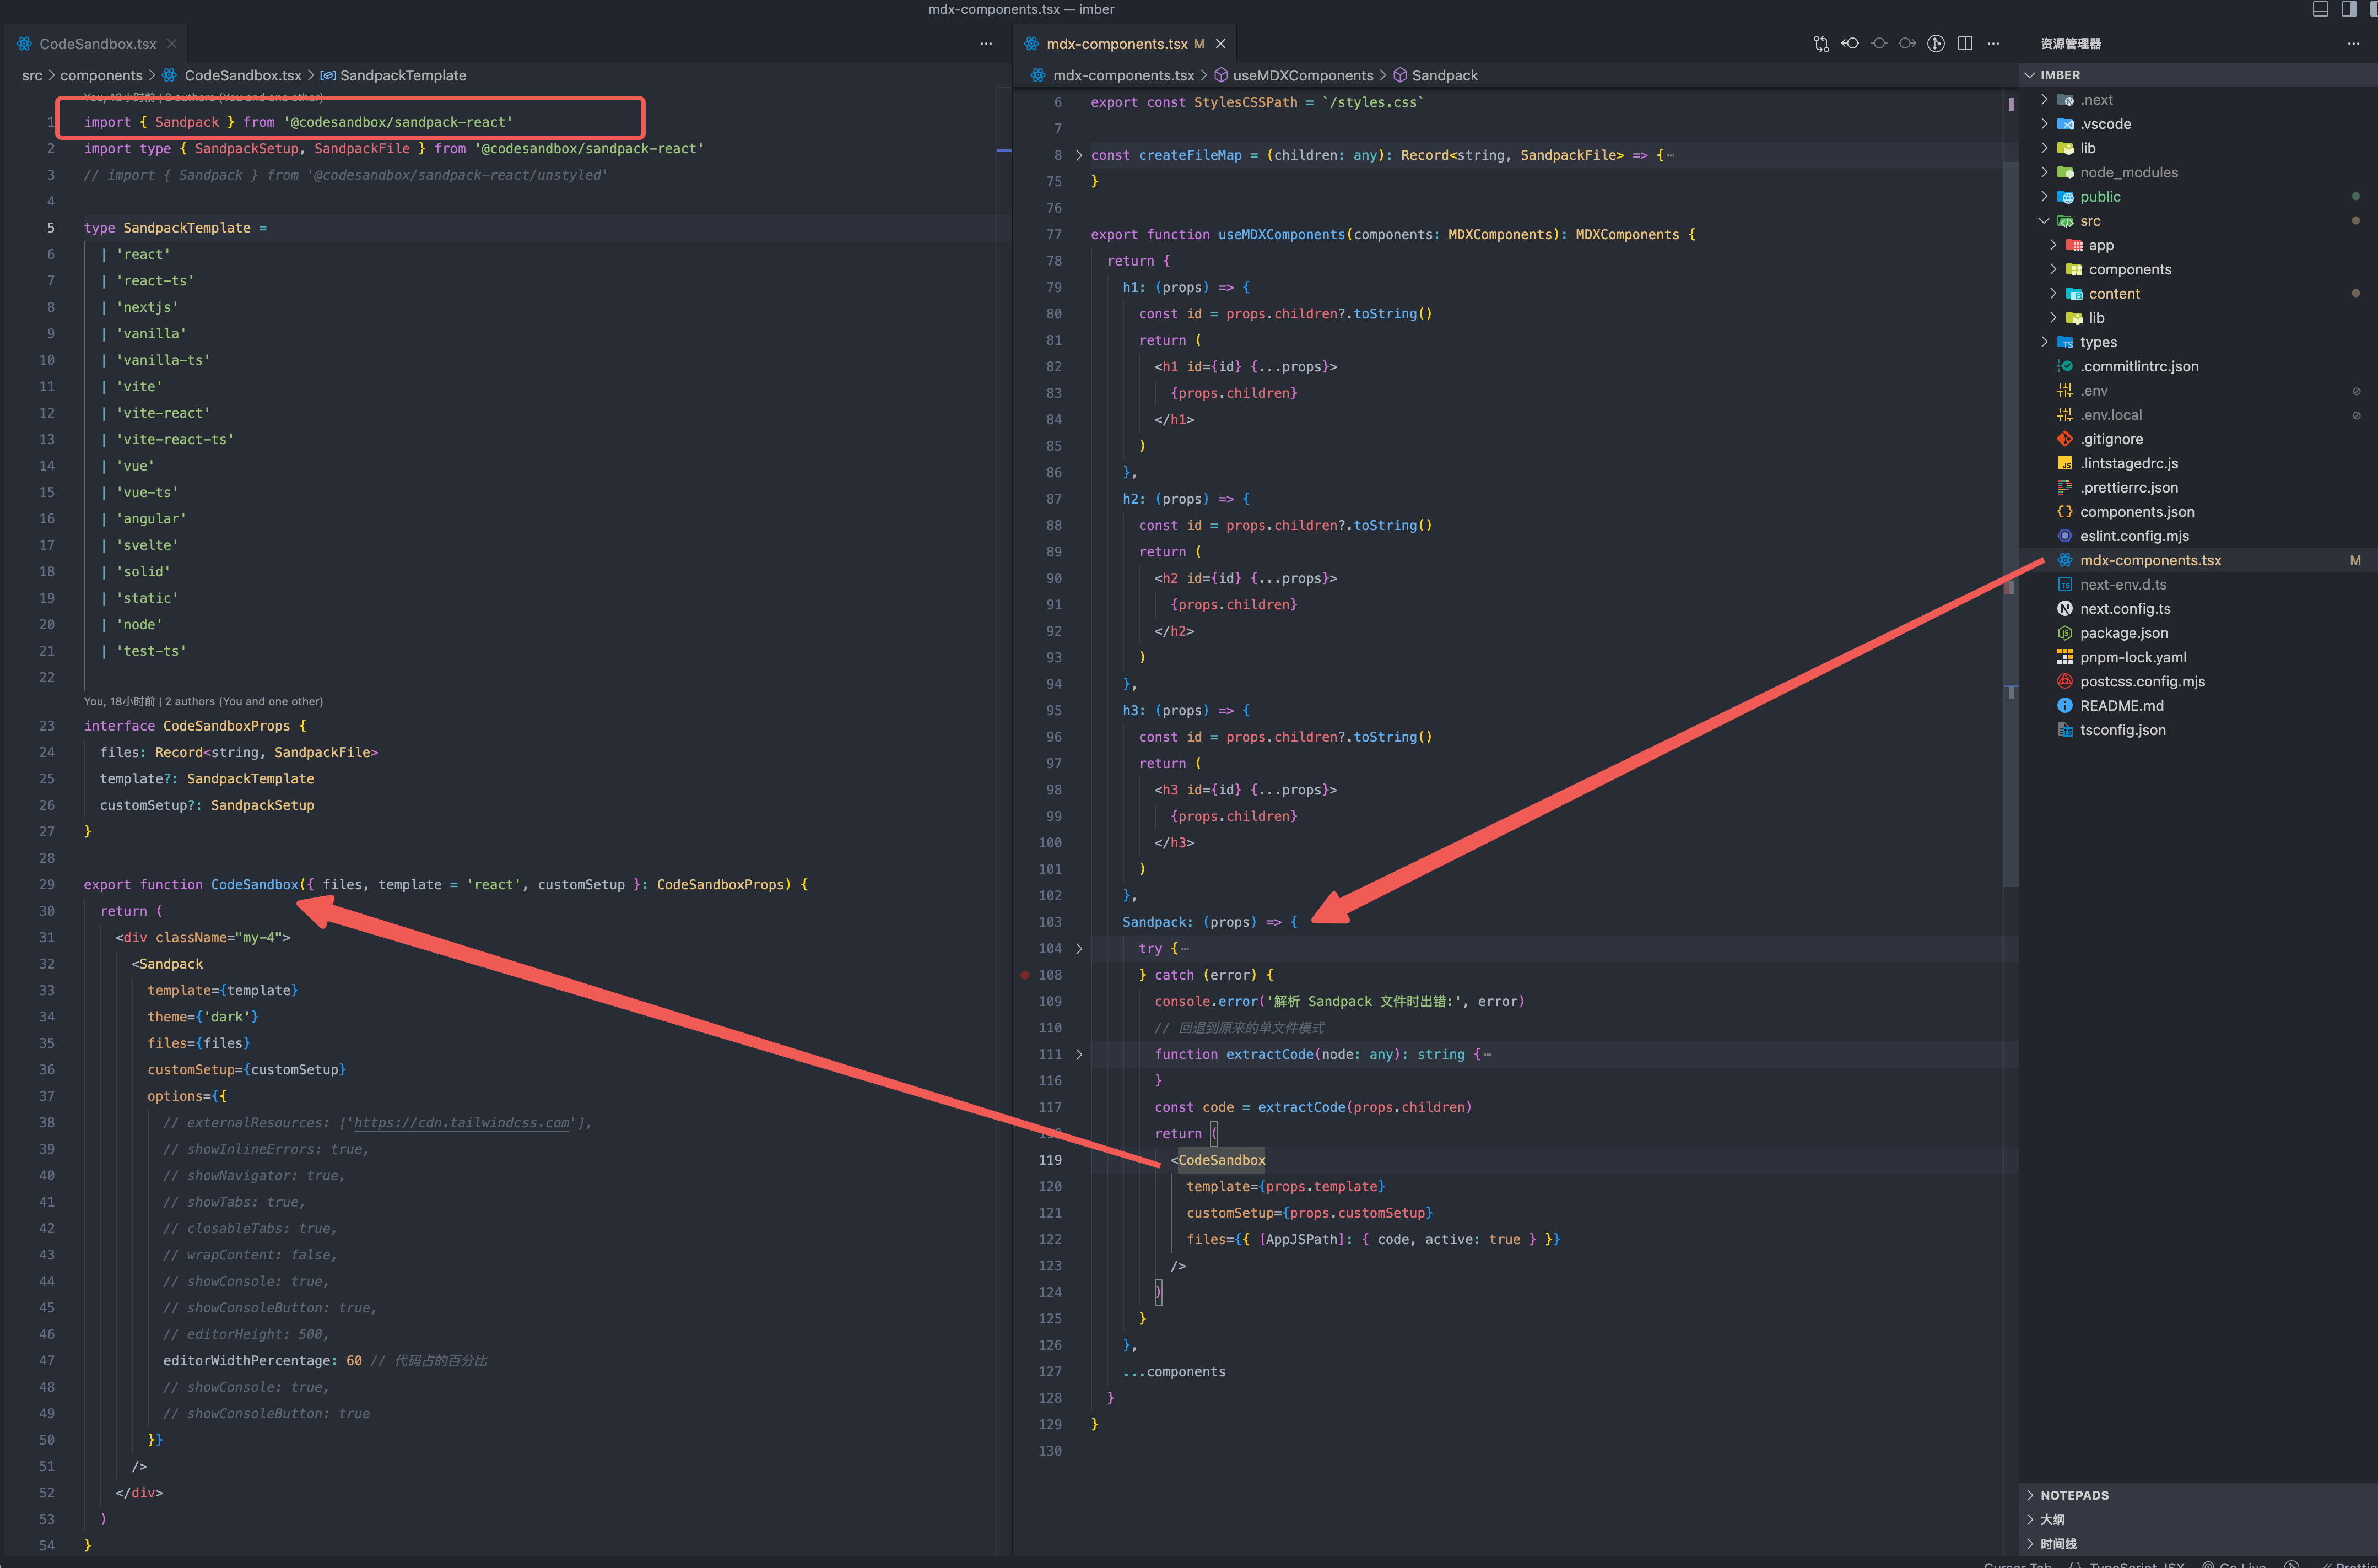 mdx-components.tsx — imber
CodeSandbox.tsx
src > components > CodeSandbox.tsx > SandpackTemplate
You, 18小时前 | 2 authors (You and one other)
1 import { Sandpack } from '@codesandbox/sandpack-react'
2 import type { SandpackSetup, SandpackFile } from '@codesandbox/sandpack-react'
3 // import { Sandpack } from '@codesandbox/sandpack-react/unstyled'
4
5 type SandpackTemplate =
6 | 'react'
7 | 'react-ts'
8 | 'nextjs'
9 | 'vanilla'
10 | 'vanilla-ts'
11 | 'vite'
12 | 'vite-react'
13 | 'vite-react-ts'
14 | 'vue'
15 | 'vue-ts'
16 | 'angular'
17 | 'svelte'
18 | 'solid'
19 | 'static'
20 | 'node'
21 | 'test-ts'
22
You, 18小时前 | 2 authors (You and one other)
23 interface CodeSandboxProps {
24 files: Record<string, SandpackFile>
25 template?: SandpackTemplate
26 customSetup?: SandpackSetup
27 }
28
29 export function CodeSandbox({ files, template = 'react', customSetup }: CodeSandboxProps) {
30 return (
31 <div className="my-4">
32 <Sandpack
33 template={template}
34 theme={'dark'}
35 files={files}
36 customSetup={customSetup}
37 options={{
38 // externalResources: ['https://cdn.tailwindcss.com'],
39 // showInlineErrors: true,
40 // showNavigator: true,
41 // showTabs: true,
42 // closableTabs: true,
43 // wrapContent: false,
44 // showConsole: true,
45 // showConsoleButton: true,
46 // editorHeight: 500,
47 editorWidthPercentage: 60 // 代码占的百分比
48 // showConsole: true,
49 // showConsoleButton: true
50 }}
51 />
52 </div>
53 )
54 }
mdx-components.tsx M
mdx-components.tsx > useMDXComponents > Sandpack
6 export const StylesCSSPath = `/styles.css`
7
8 const createFileMap = (children: any): Record<string, SandpackFile> => {…
75 }
76
77 export function useMDXComponents(components: MDXComponents): MDXComponents {
78 return {
79 h1: (props) => {
80 const id = props.children?.toString()
81 return (
82 <h1 id={id} {...props}>
83 {props.children}
84 </h1>
85 )
86 },
87 h2: (props) => {
88 const id = props.children?.toString()
89 return (
90 <h2 id={id} {...props}>
91 {props.children}
92 </h2>
93 )
94 },
95 h3: (props) => {
96 const id = props.children?.toString()
97 return (
98 <h3 id={id} {...props}>
99 {props.children}
100 </h3>
101 )
102 },
103 Sandpack: (props) => {
104 try {…
108 } catch (error) {
109 console.error('解析 Sandpack 文件时出错:', error)
110 // 回退到原来的单文件模式
111 function extractCode(node: any): string {…
116 }
117 const code = extractCode(props.children)
118 return (
119 <CodeSandbox
120 template={props.template}
121 customSetup={props.customSetup}
122 files={{ [AppJSPath]: { code, active: true } }}
123 />
124 )
125 }
126 },
127 ...components
128 }
129 }
130
资源管理器
IMBER
.next
.vscode
lib
node_modules
public
src
app
components
content
lib
types
.commitlintrc.json
.env
.env.local
.gitignore
.lintstagedrc.js
.prettierrc.json
components.json
eslint.config.mjs
mdx-components.tsx M
next-env.d.ts
next.config.ts
package.json
pnpm-lock.yaml
postcss.config.mjs
README.md
tsconfig.json
NOTEPADS
大纲
时间线